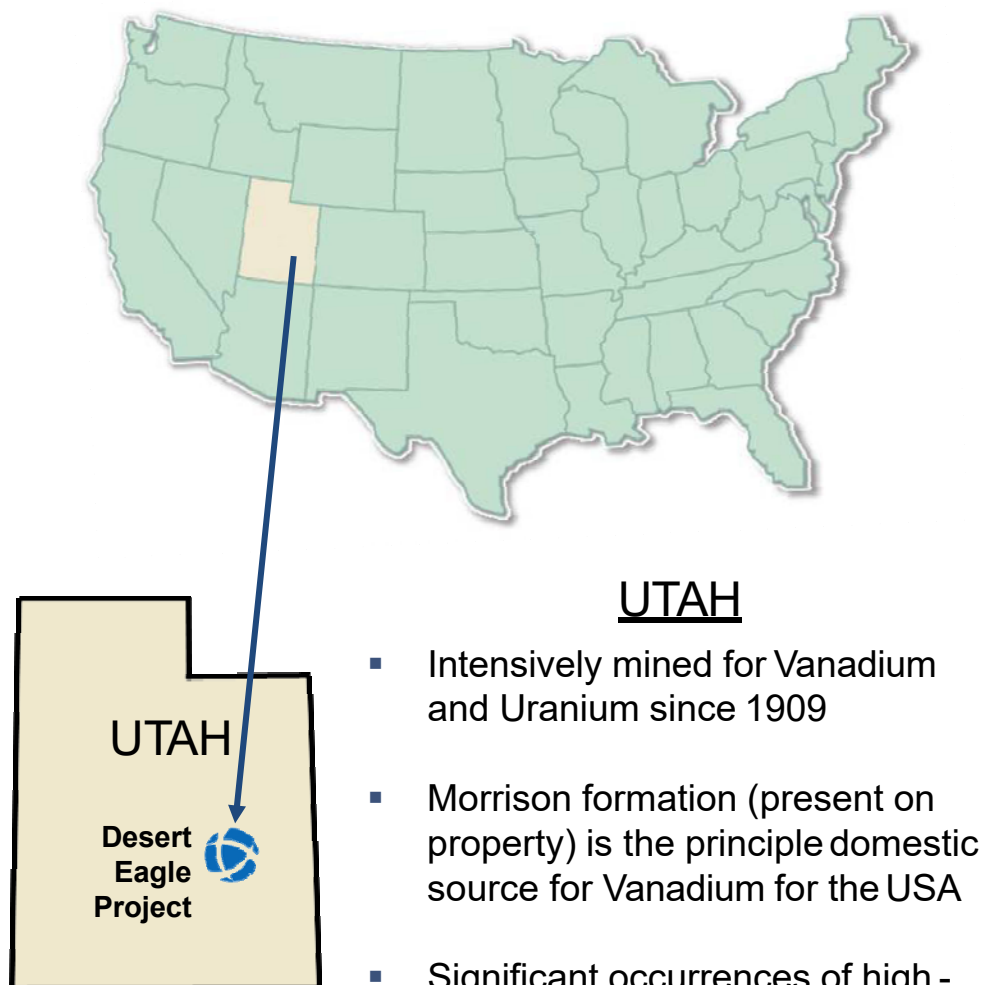 UTAH
Intensively mined for Vanadium
and Uranium since 1909
UTAH
Morrison formation (present on
property) is the principle domestic
source for Vanadium for the USA
Desert
Eagle
Project
Significant occurrences of high -